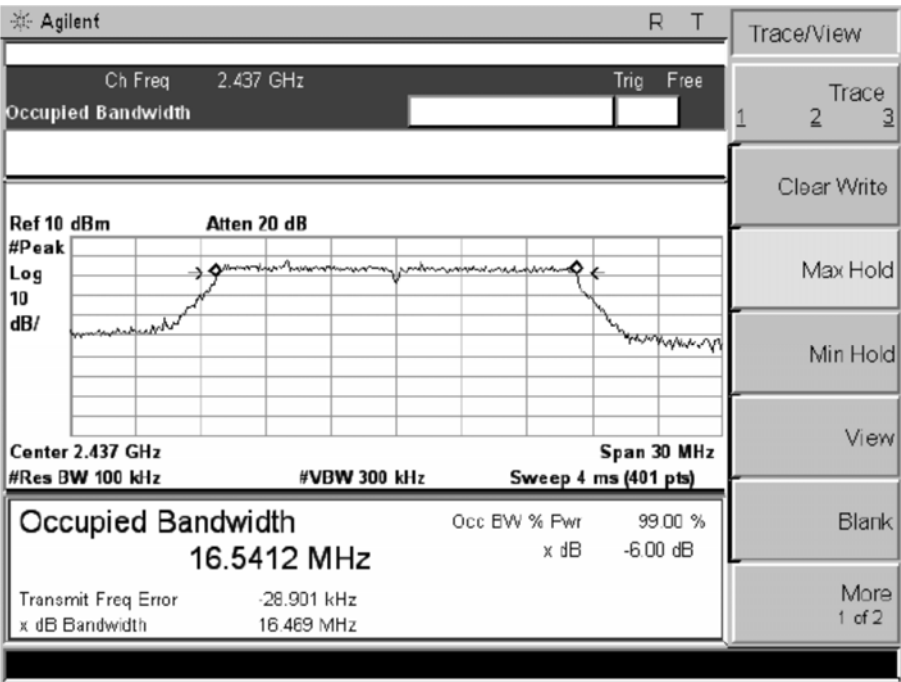 Agilent R T
Ch Freq 2.437 GHz Trig Free
Occupied Bandwidth
Ref 10 dBm Atten 20 dB
#Peak
Log
10
dB/
Center 2.437 GHz Span 30 MHz
#Res BW 100 kHz #VBW 300 kHz Sweep 4 ms (401 pts)
Occupied Bandwidth Occ BW % Pwr 99.00 %
16.5412 MHz x dB -6.00 dB
Transmit Freq Error -28.901 kHz
x dB Bandwidth 16.469 MHz
Trace/View
Trace
1 2 3
Clear Write
Max Hold
Min Hold
View
Blank
More
1 of 2